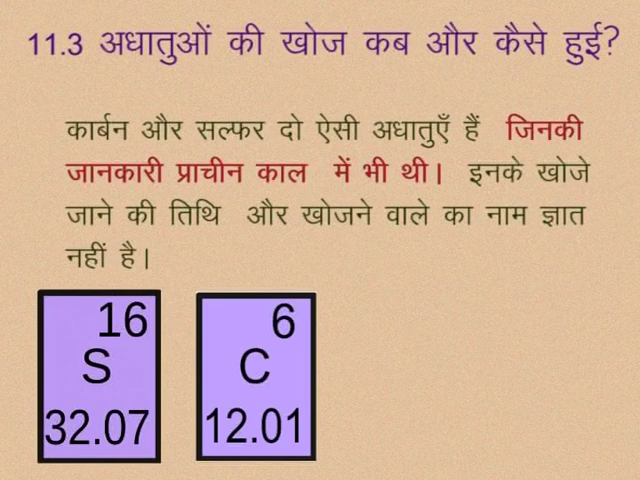 11.3 अधातुओं की खोज कब और कैसे हुई?
कार्बन और सल्फर दो ऐसी अधातुएँ हैं जिनकी
जानकारी प्राचीन काल में भी थी। इनके खोजे
जाने की तिथि और खोजने वाले का नाम ज्ञात
नहीं है।
16
S
32.07
6
C
12.01